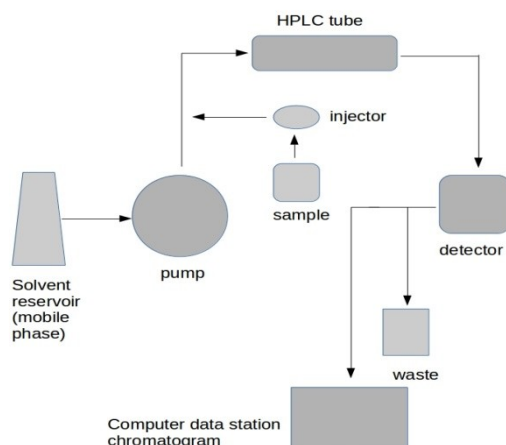 HPLC tube
injector
sample
pump
Solvent
reservoir
(mobile
phase)
detector
waste
Computer data station
chromatogram